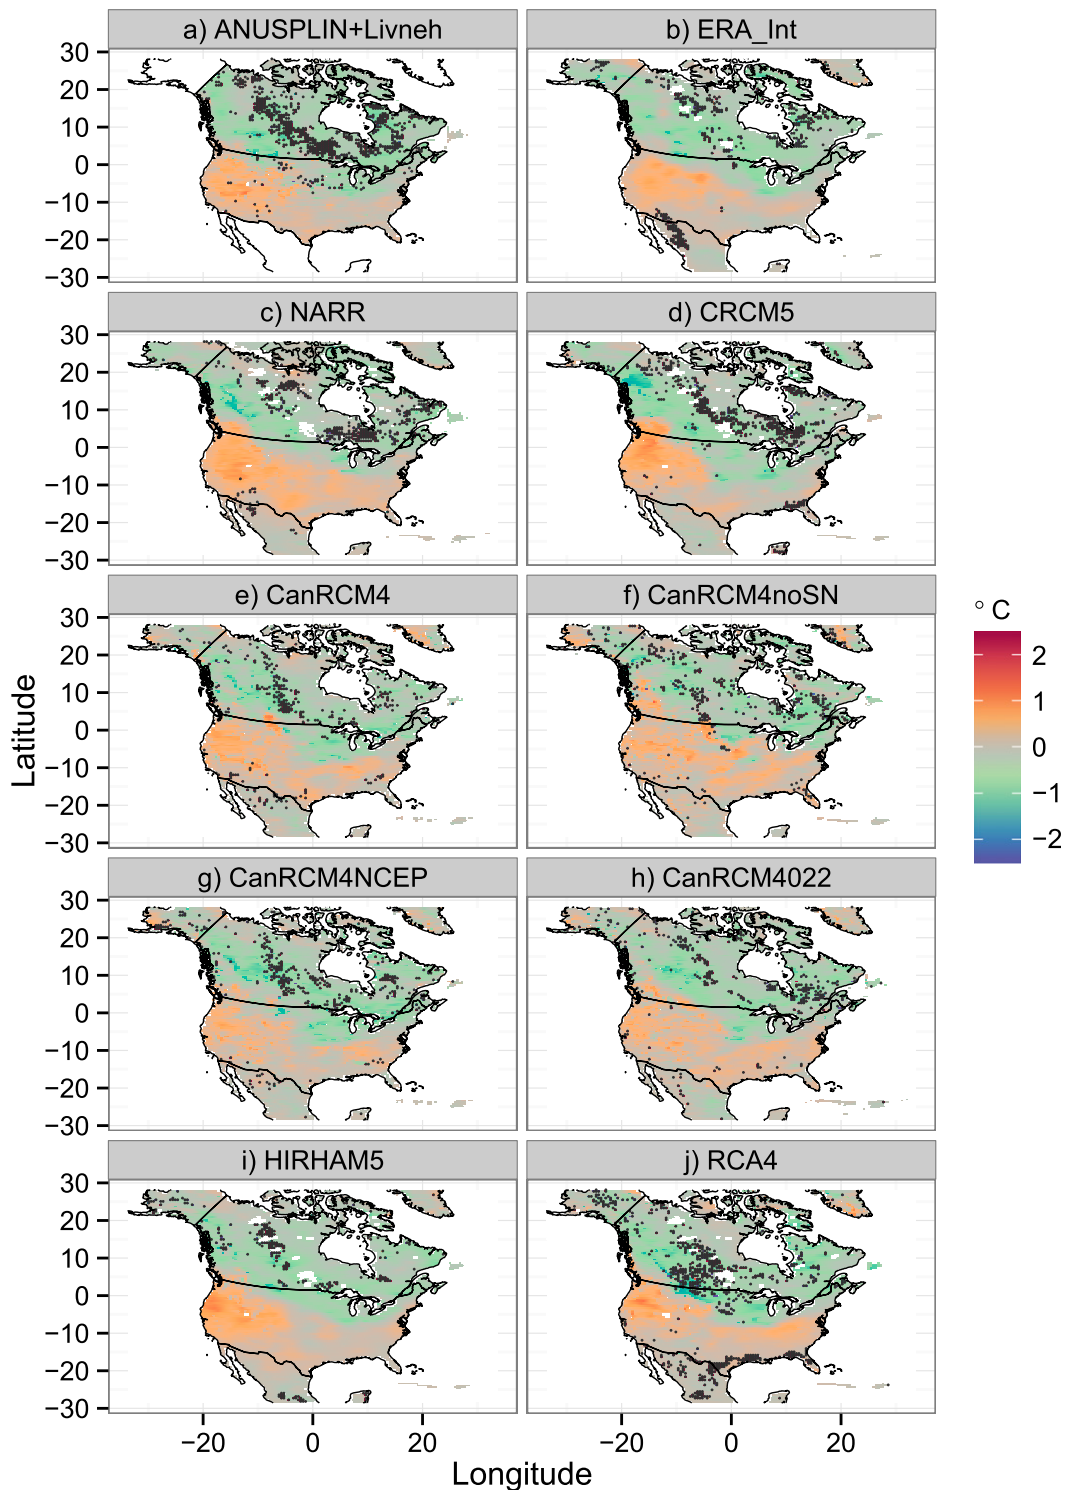 a) ANUSPLIN+Livneh
b) ERA_Int
30
20
10
0
−10
−20
−30
c) NARR
d) CRCM5
30
20
10
0
−10
−20
−30
e) CanRCM4
f) CanRCM4noSN
30
20
10
0
−10
−20
−30
g) CanRCM4NCEP
h) CanRCM4022
30
20
10
0
−10
−20
−30
i) HIRHAM5
j) RCA4
30
20
10
0
−10
−20
−30
−20 0 20
−20 0 20
Longitude
Latitude
° C
2
1
0
−1
−2